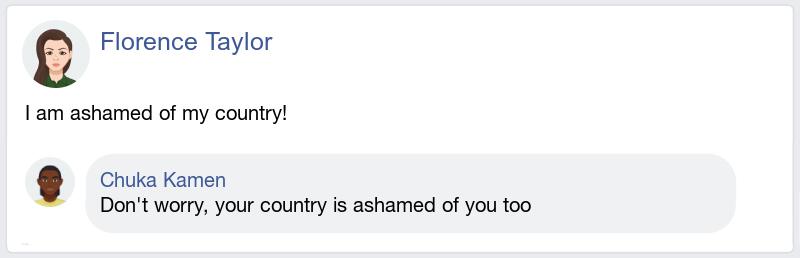 Florence Taylor
I am ashamed of my country!
Chuka Kamen
Don't worry, your country is ashamed of you too